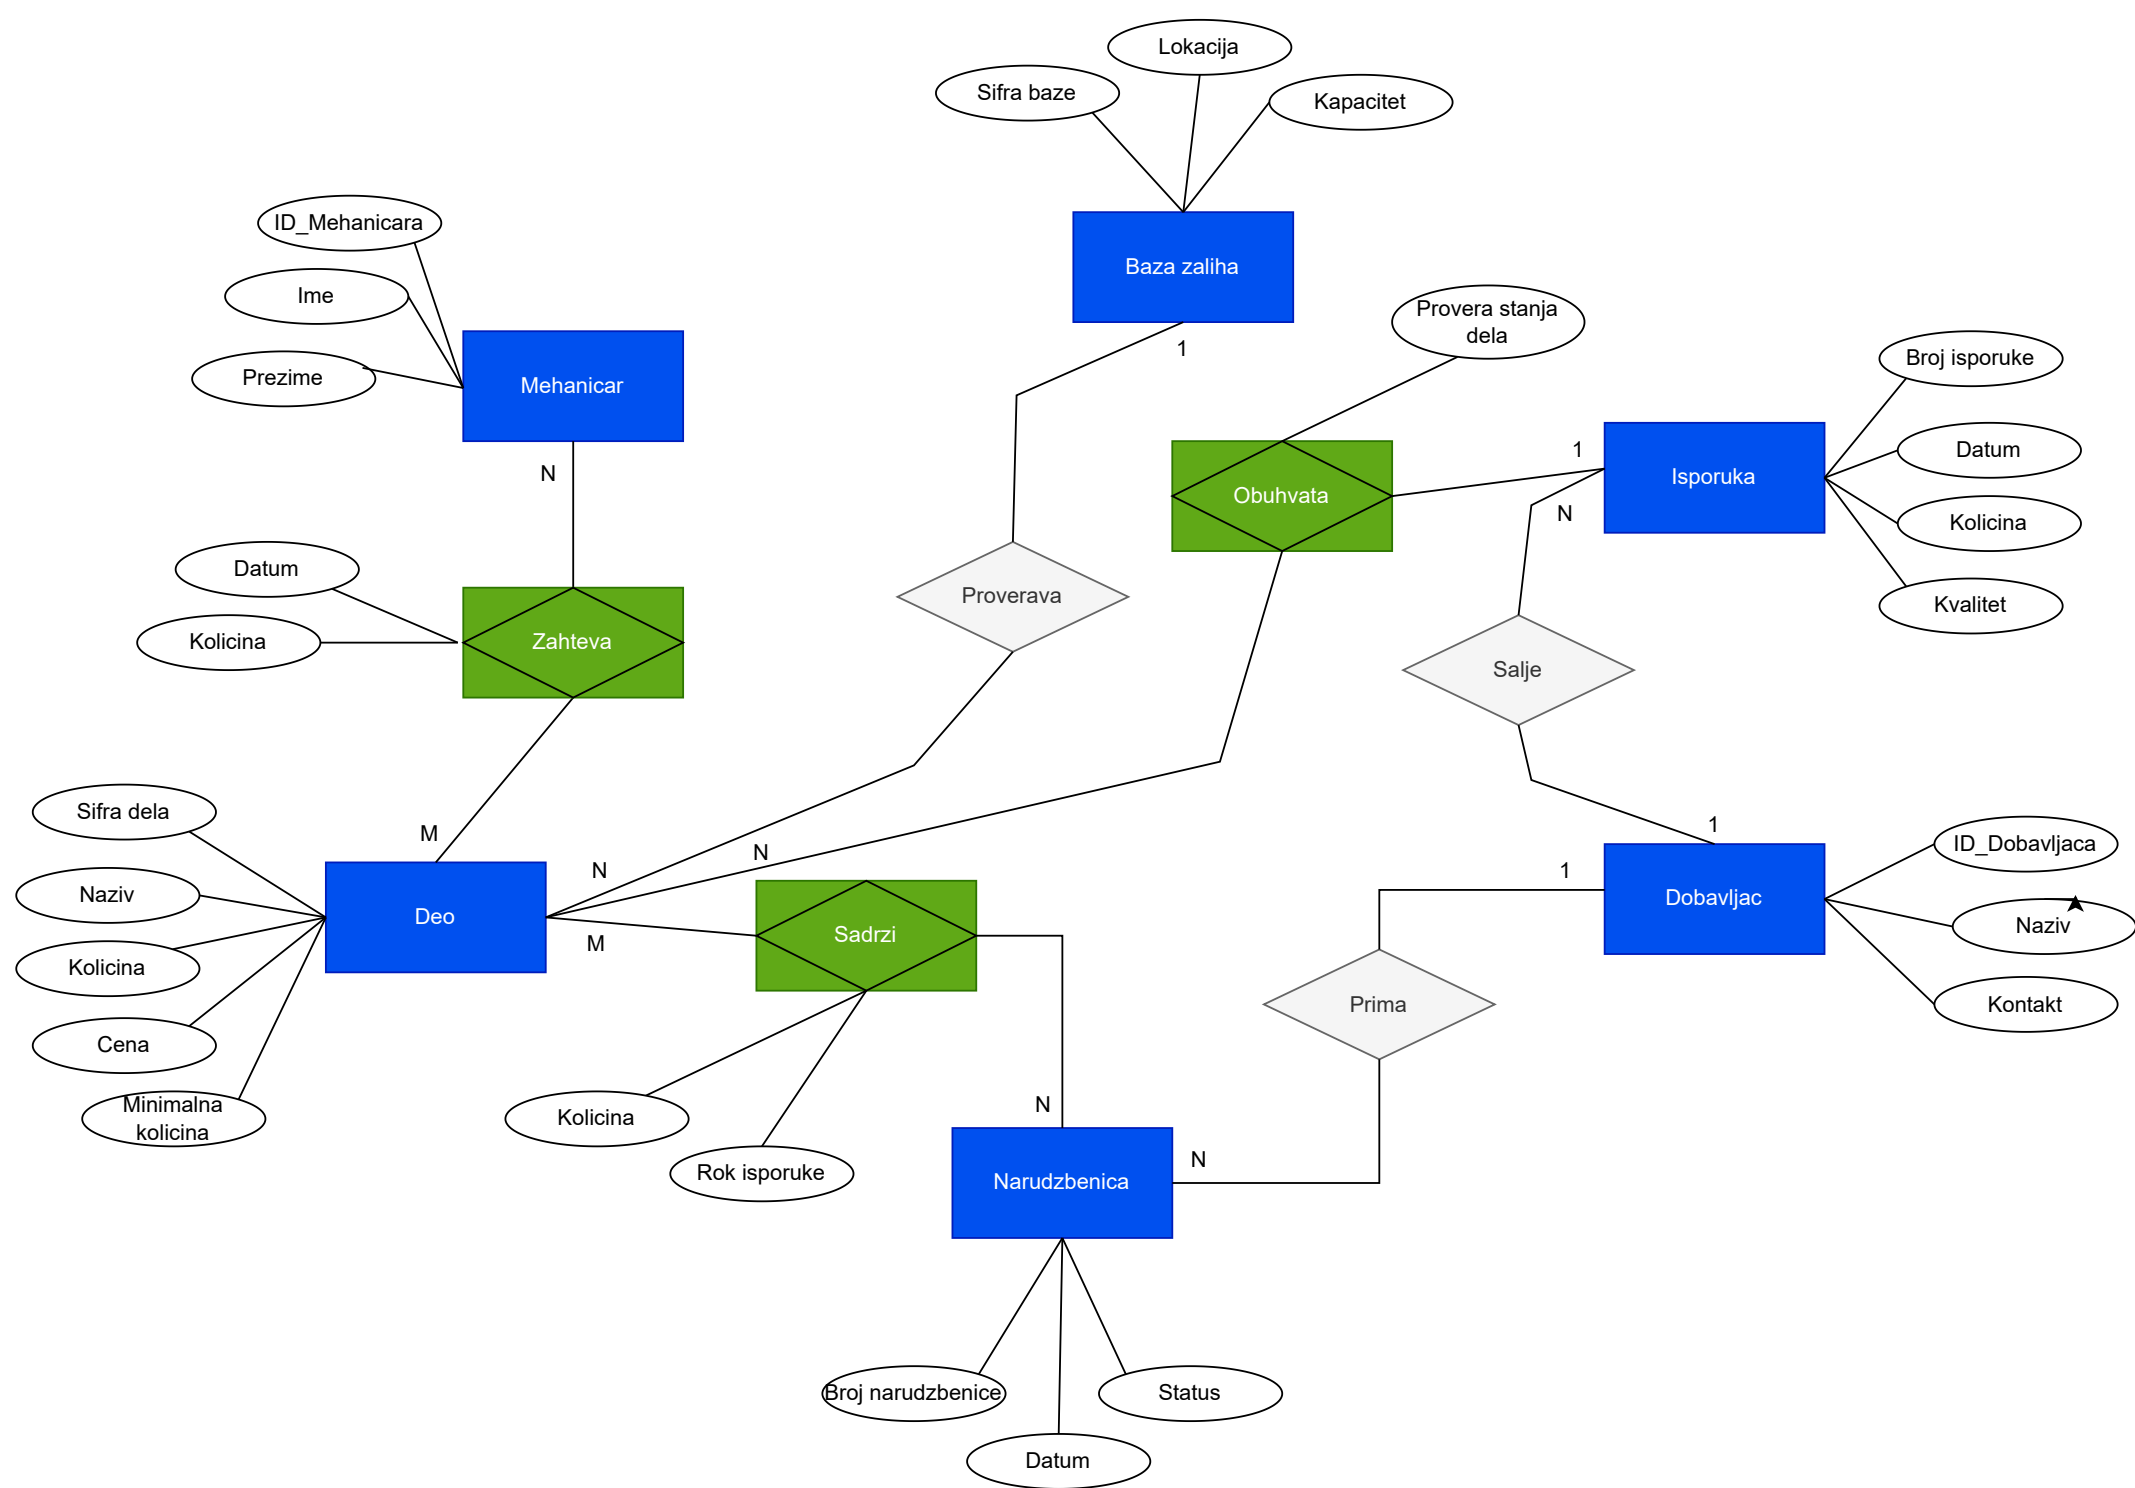 Lokacija
Sifra baze
Kapacitet
ID_Mehanicara
Baza zaliha
Ime
Provera stanja
dela
1
Broj isporuke
Prezime
Mehanicar
1
Datum
N
Isporuka
Obuhvata
N
Kolicina
Datum
Proverava
Kvalitet
Kolicina
Zahteva
Salje
Sifra dela
M
1
N
ID_Dobavljaca
N
1
Naziv
Deo
Dobavljac
M
Sadrzi
Naziv
Kolicina
Prima
Kontakt
Cena
N
Minimalna
kolicina
Kolicina
N
Rok isporuke
Narudzbenica
Broj narudzbenice
Status
Datum